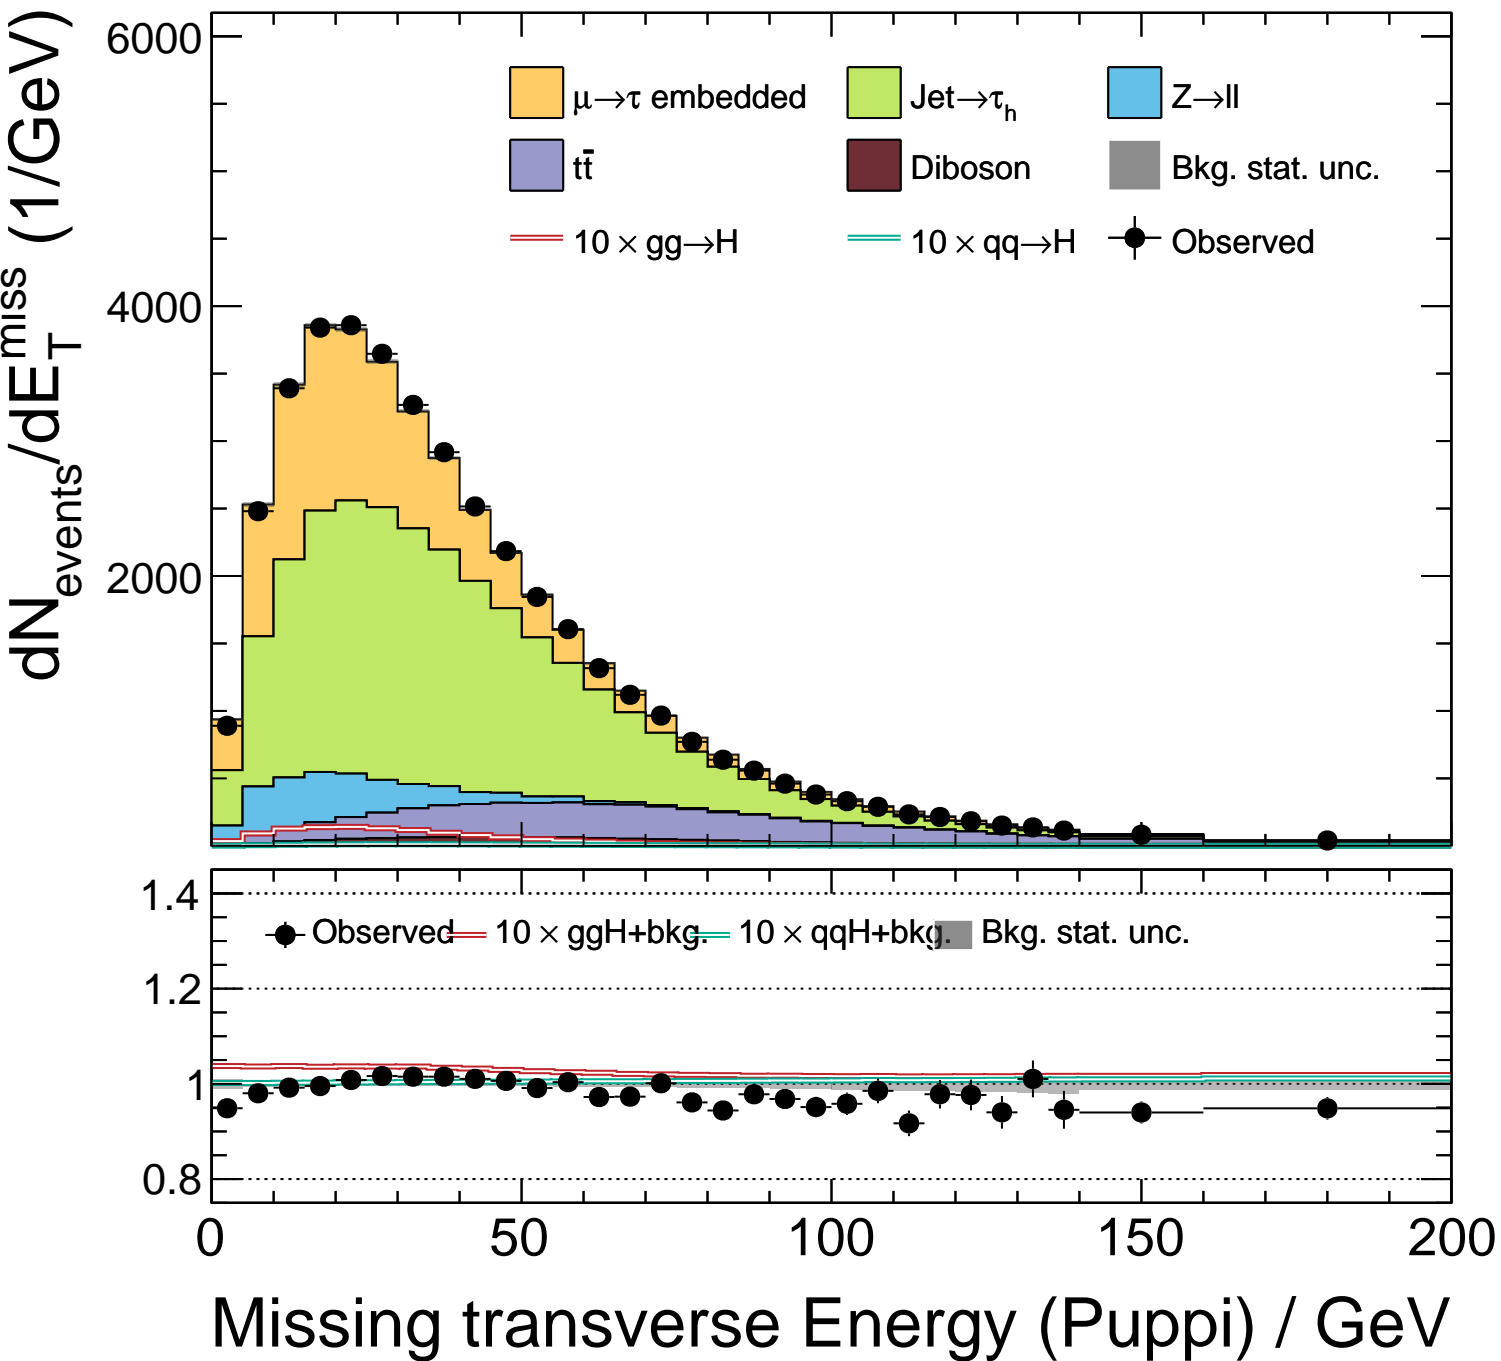 dN_events/dE_T^miss (1/GeV)
6000
4000
2000
μ→τ embedded
Jet→τ_h
Z→ll
tt̄
Diboson
Bkg. stat. unc.
10 × gg→H
10 × qq→H
Observed
1.4
1.2
1
0.8
Observed
10 × ggH+bkg.
10 × qqH+bkg.
Bkg. stat. unc.
0 50 100 150 200
Missing transverse Energy (Puppi) / GeV